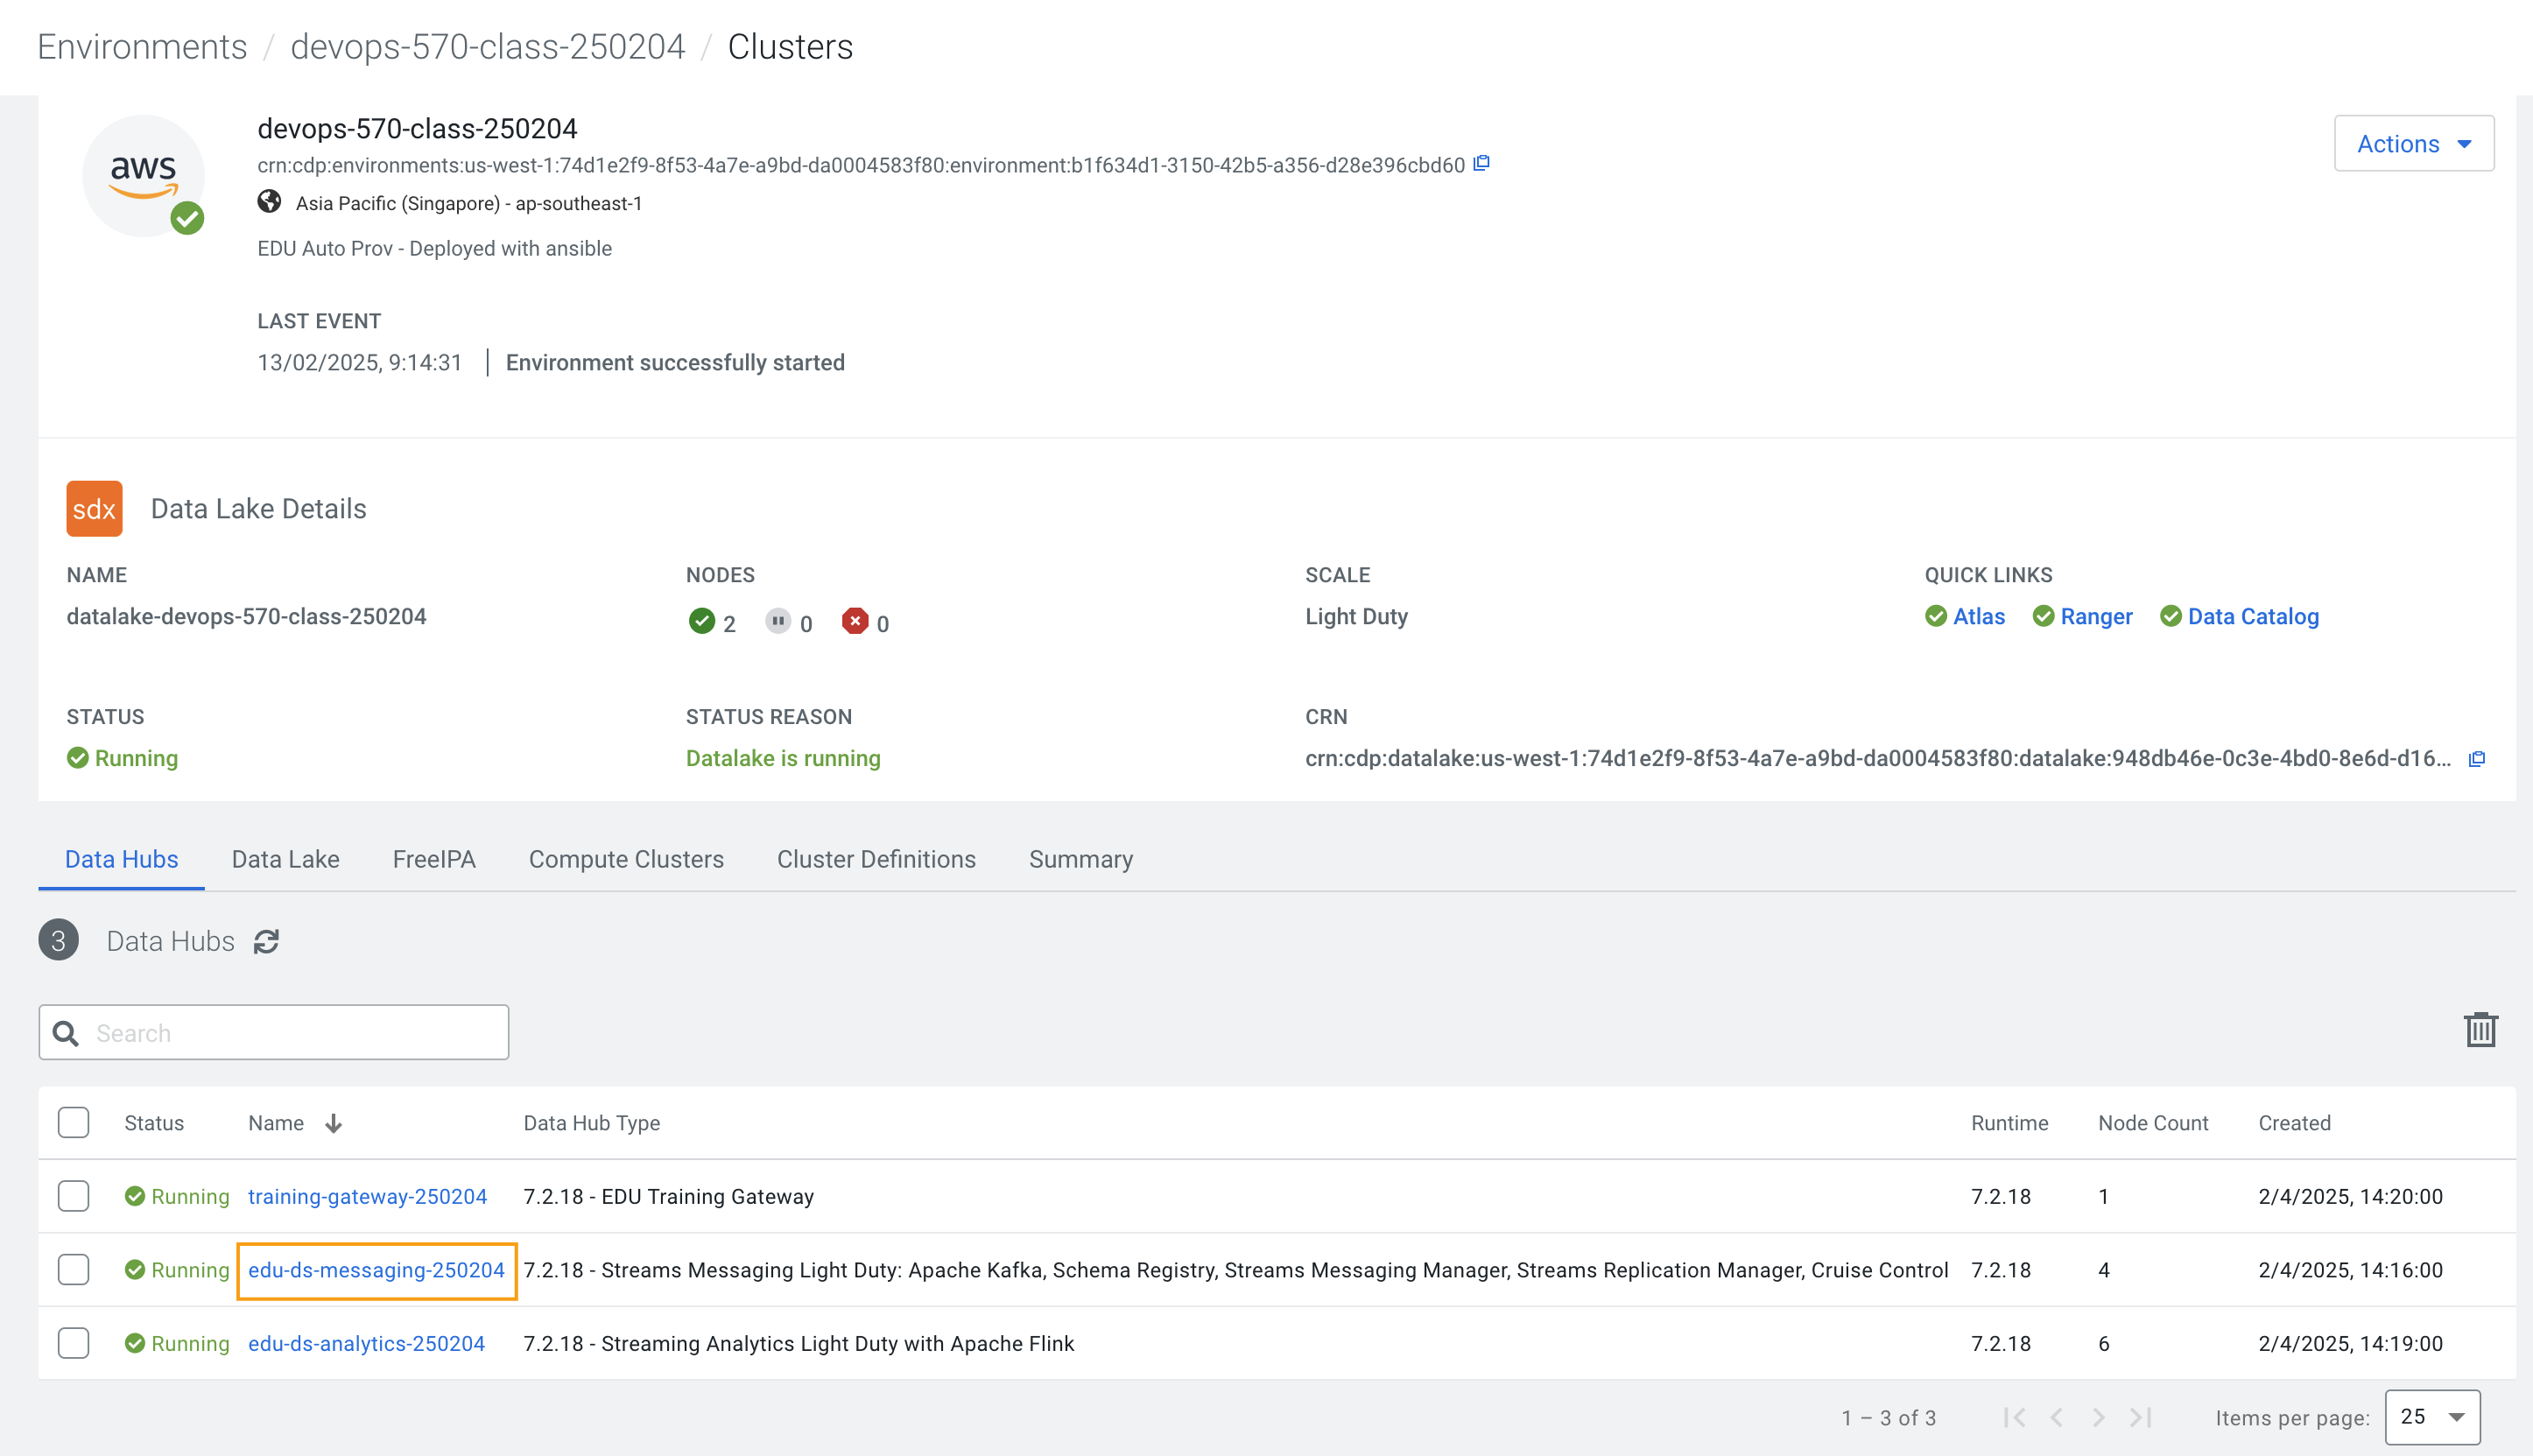 Environments / devops-570-class-250204 / Clusters
aws
devops-570-class-250204
Actions
crn:cdp:environments:us-west-1:74d1e2f9-8f53-4a7e-a9bd-da0004583f80:environment:b1f634d1-3150-42b5-a356-d28e396cbd60
Asia Pacific (Singapore) - ap-southeast-1
EDU Auto Prov - Deployed with ansible
LAST EVENT
13/02/2025, 9:14:31 | Environment successfully started
sdx Data Lake Details
NAME NODES SCALE QUICK LINKS
datalake-devops-570-class-250204 2 0 0 Light Duty Atlas Ranger Data Catalog
STATUS STATUS REASON CRN
Running Datalake is running crn:cdp:datalake:us-west-1:74d1e2f9-8f53-4a7e-a9bd-da0004583f80:datalake:948db46e-0c3e-4bd0-8e6d-d16...
Data Hubs Data Lake FreeIPA Compute Clusters Cluster Definitions Summary
3 Data Hubs
Search
Status Name Data Hub Type Runtime Node Count Created
Running training-gateway-250204 7.2.18 - EDU Training Gateway 7.2.18 1 2/4/2025, 14:20:00
Running edu-ds-messaging-250204 7.2.18 - Streams Messaging Light Duty: Apache Kafka, Schema Registry, Streams Messaging Manager, Streams Replication Manager, Cruise Control 7.2.18 4 2/4/2025, 14:16:00
Running edu-ds-analytics-250204 7.2.18 - Streaming Analytics Light Duty with Apache Flink 7.2.18 6 2/4/2025, 14:19:00
1 – 3 of 3 Items per page: 25